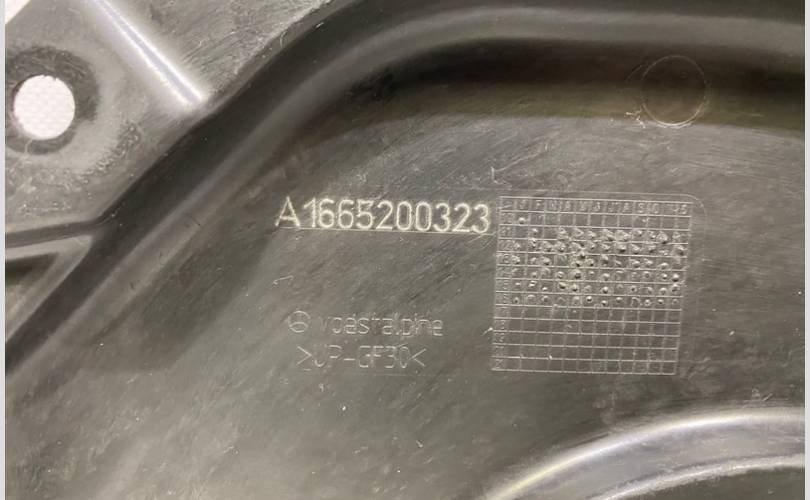 A1665200323
J F M A M J J A S O N D
voestalpine
>UP-GF30<